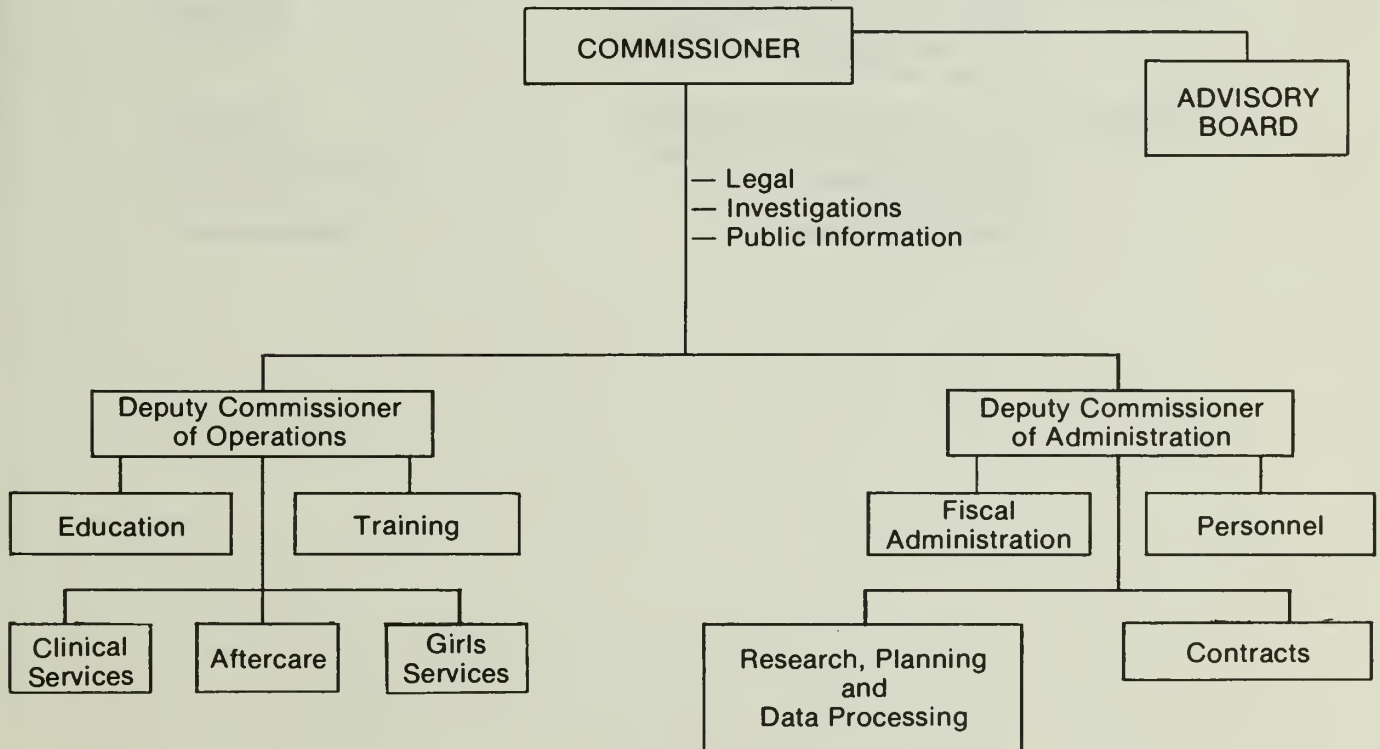 COMMISSIONER
ADVISORY
BOARD
— Legal
— Investigations
— Public Information
Deputy Commissioner
of Operations
Deputy Commissioner
of Administration
Education
Training
Fiscal
Administration
Personnel
Clinical
Services
Aftercare
Girls
Services
Research, Planning
and
Data Processing
Contracts